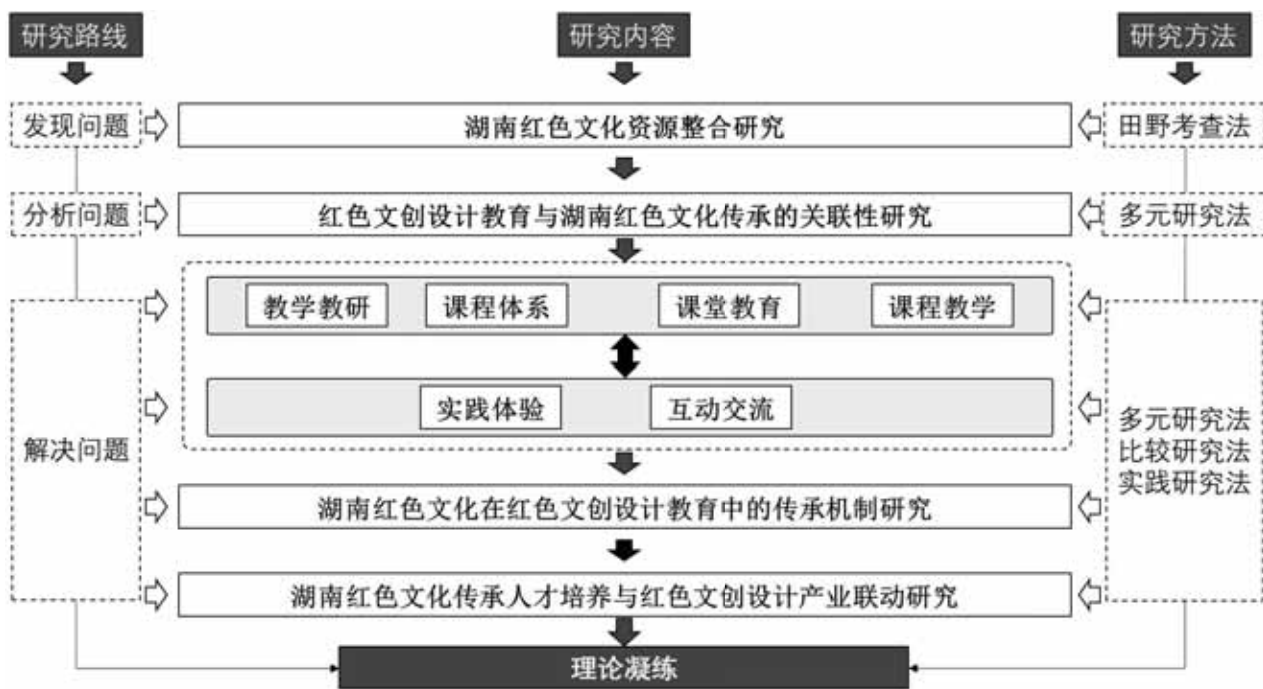 研究路线
研究内容
研究方法
发现问题
湖南红色文化资源整合研究
田野考查法
分析问题
红色文创设计教育与湖南红色文化传承的关联性研究
多元研究法
教学教研
课程体系
课堂教育
课程教学
实践体验
互动交流
解决问题
多元研究法
比较研究法
实践研究法
湖南红色文化在红色文创设计教育中的传承机制研究
湖南红色文化传承人才培养与红色文创设计产业联动研究
理论凝练